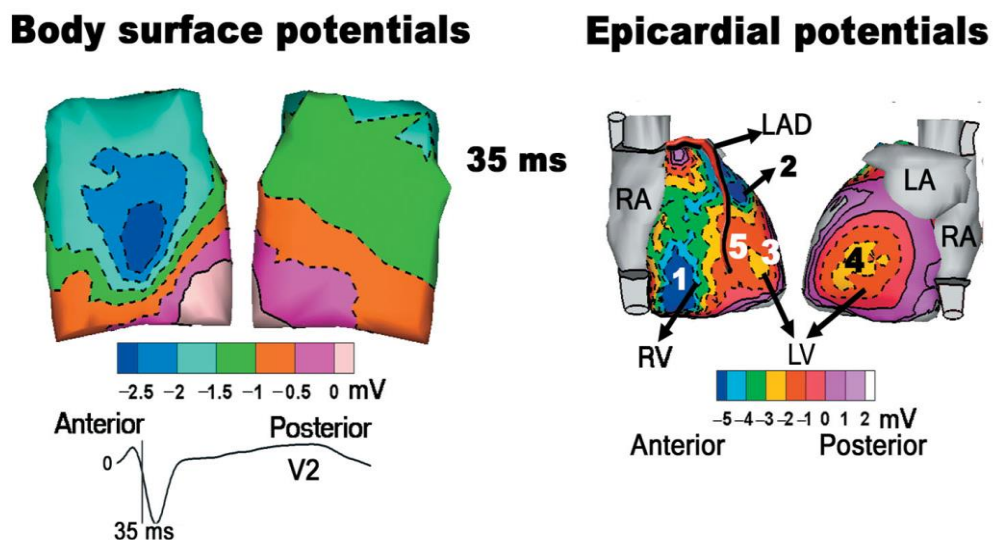 Body surface potentials
Epicardial potentials
35 ms
LAD
2
RA
LA
RA
5
3
4
1
RV
LV
−2.5 −2 −1.5 −1 −0.5 0 mV
−5 −4 −3 −2 −1 0 1 2 mV
Anterior
Posterior
Anterior
Posterior
0
V2
35 ms